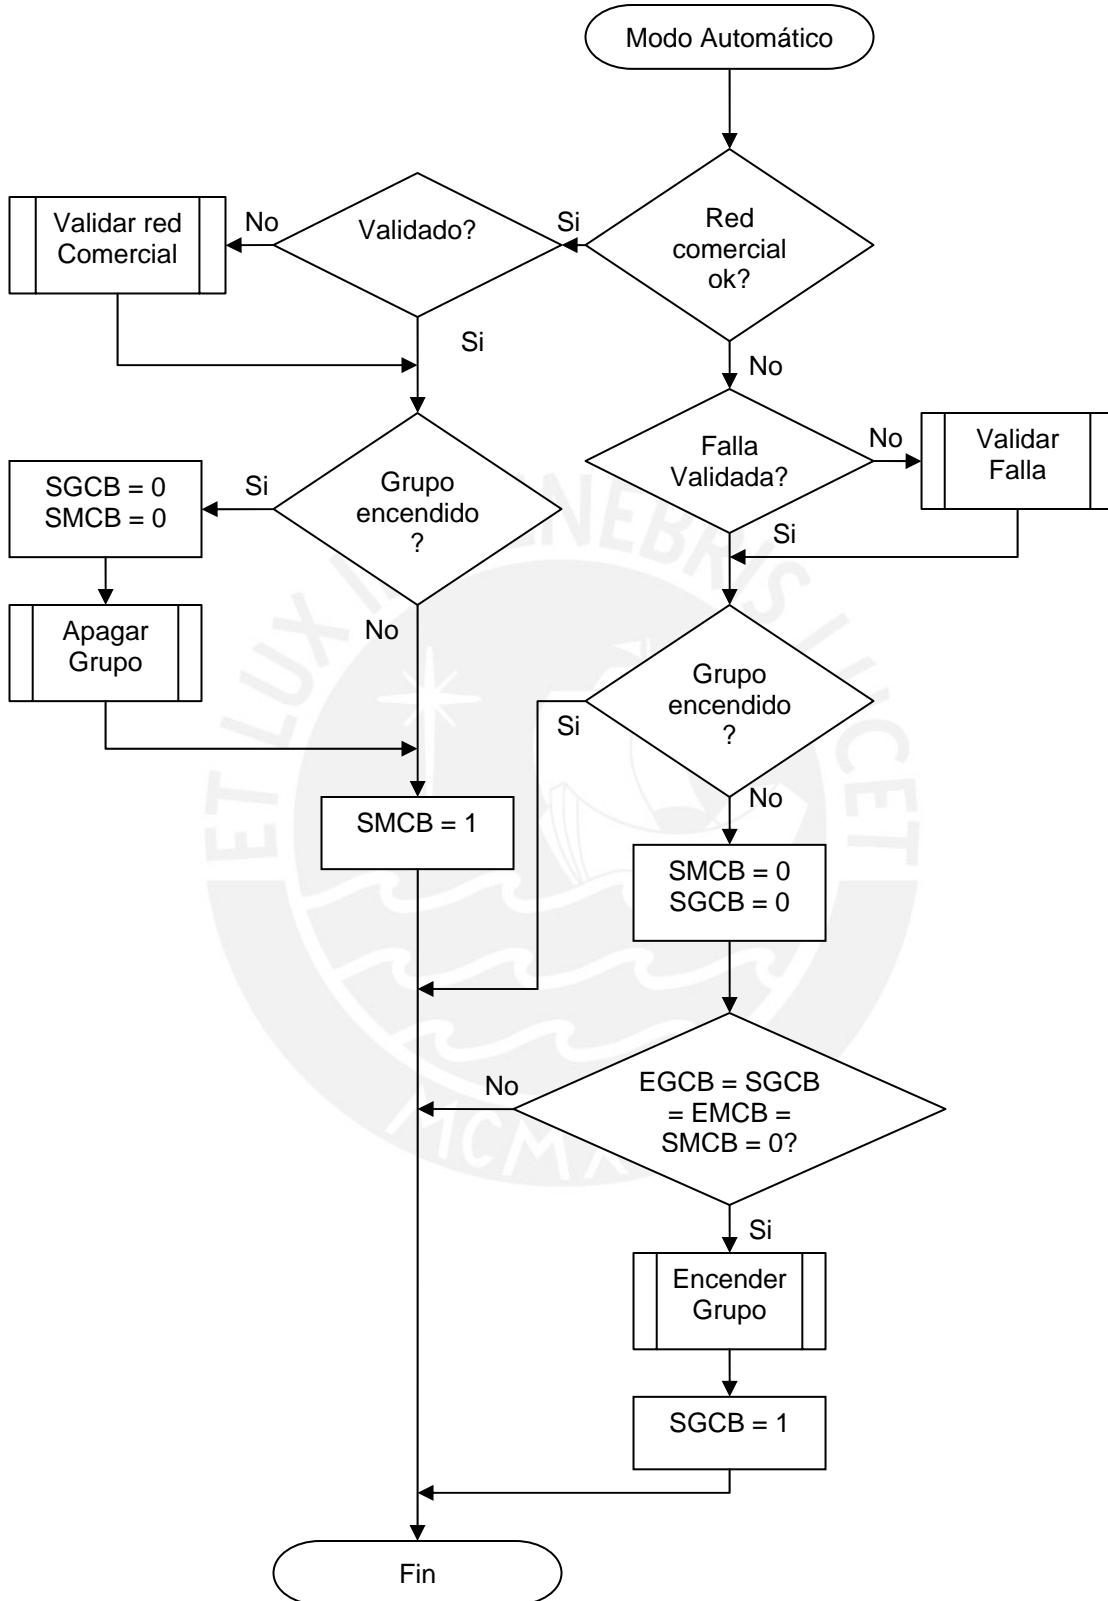 Modo Automático
Red
comercial
ok?
Si
Validado?
No
Validar red
Comercial
Si
No
Falla
Validada?
No
Validar
Falla
Si
Grupo
encendido
?
Si
SGCB = 0
SMCB = 0
Apagar
Grupo
No
Grupo
encendido
?
Si
No
SMCB = 1
SMCB = 0
SGCB = 0
EGCB = SGCB
= EMCB =
SMCB = 0?
No
Si
Encender
Grupo
SGCB = 1
Fin